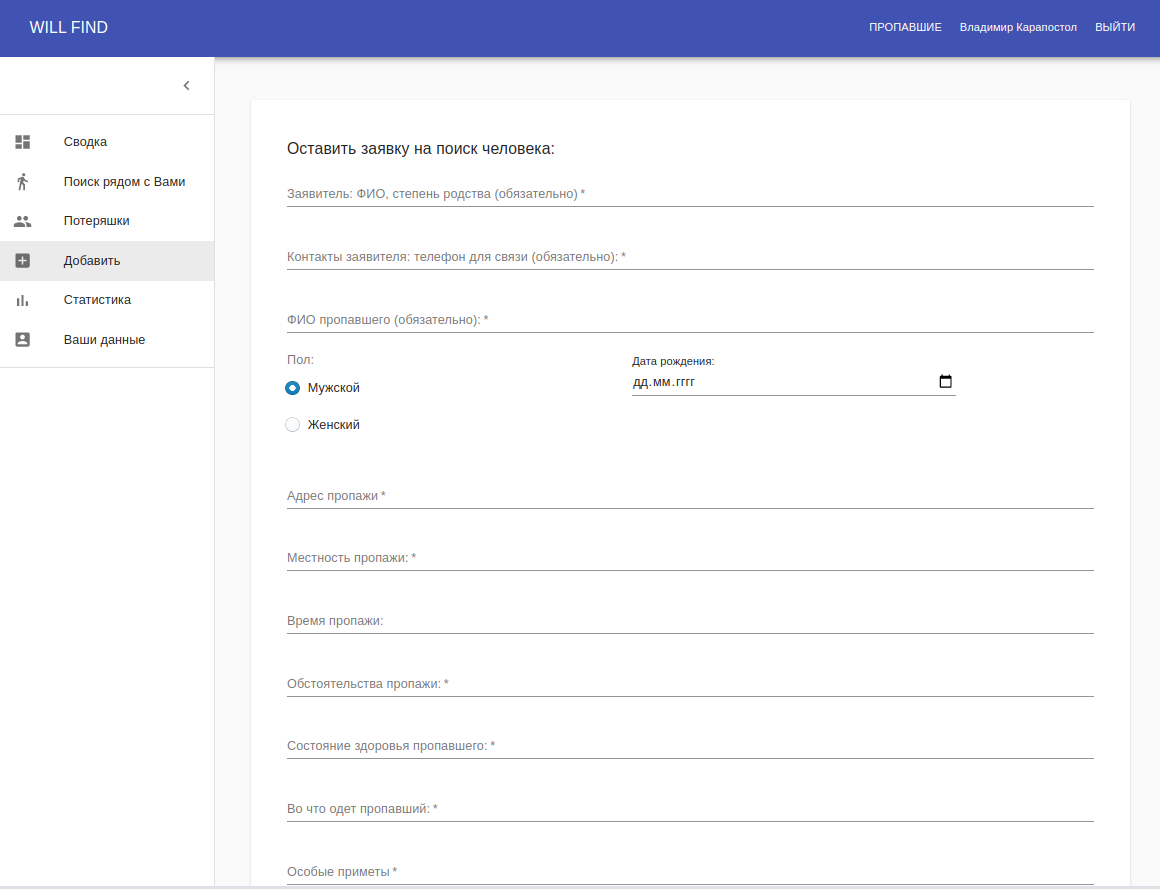 WILL FIND
ПРОПАВШИЕ Владимир Карапостол ВЫЙТИ
Сводка
Поиск рядом с Вами
Потеряшки
Добавить
Статистика
Ваши данные
Оставить заявку на поиск человека:
Заявитель: ФИО, степень родства (обязательно) *
Контакты заявителя: телефон для связи (обязательно): *
ФИО пропавшего (обязательно): *
Пол:
Мужской
Женский
Дата рождения:
дд.мм.гггг
Адрес пропажи *
Местность пропажи: *
Время пропажи:
Обстоятельства пропажи: *
Состояние здоровья пропавшего: *
Во что одет пропавший: *
Особые приметы *